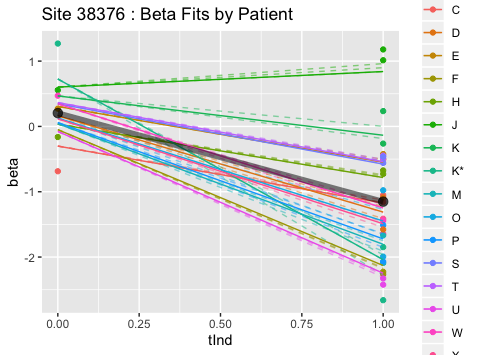 Site 38376 : Beta Fits by Patient
beta
1
0
-1
-2
0.00
0.25
0.50
0.75
1.00
tInd
C
D
E
F
H
J
K
K*
M
O
P
S
T
U
W